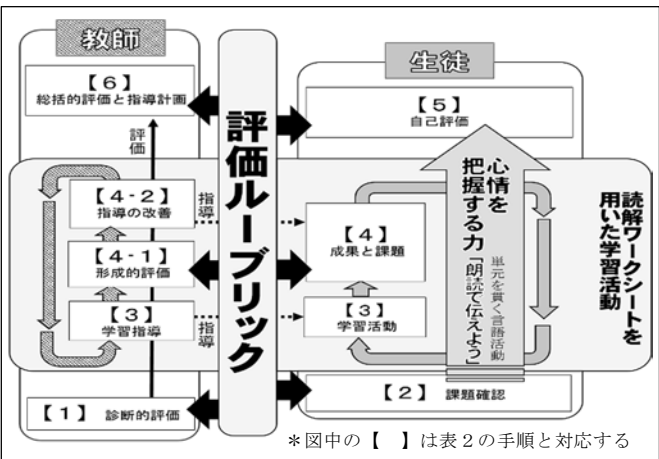 教師
【6】
総括的評価と指導計画
評価
【4-2】
指導の改善
指導
【4-1】
形成的評価
【3】
学習指導
指導
【1】 診断的評価
評価ルーブリック
生徒
【5】
自己評価
心情を
把握する力
「朗読で伝えよう」
単元を貫く言語活動
【4】
成果と課題
【3】
学習活動
【2】 課題確認
読解ワークシートを
用いた学習活動
＊図中の【 】は表２の手順と対応する